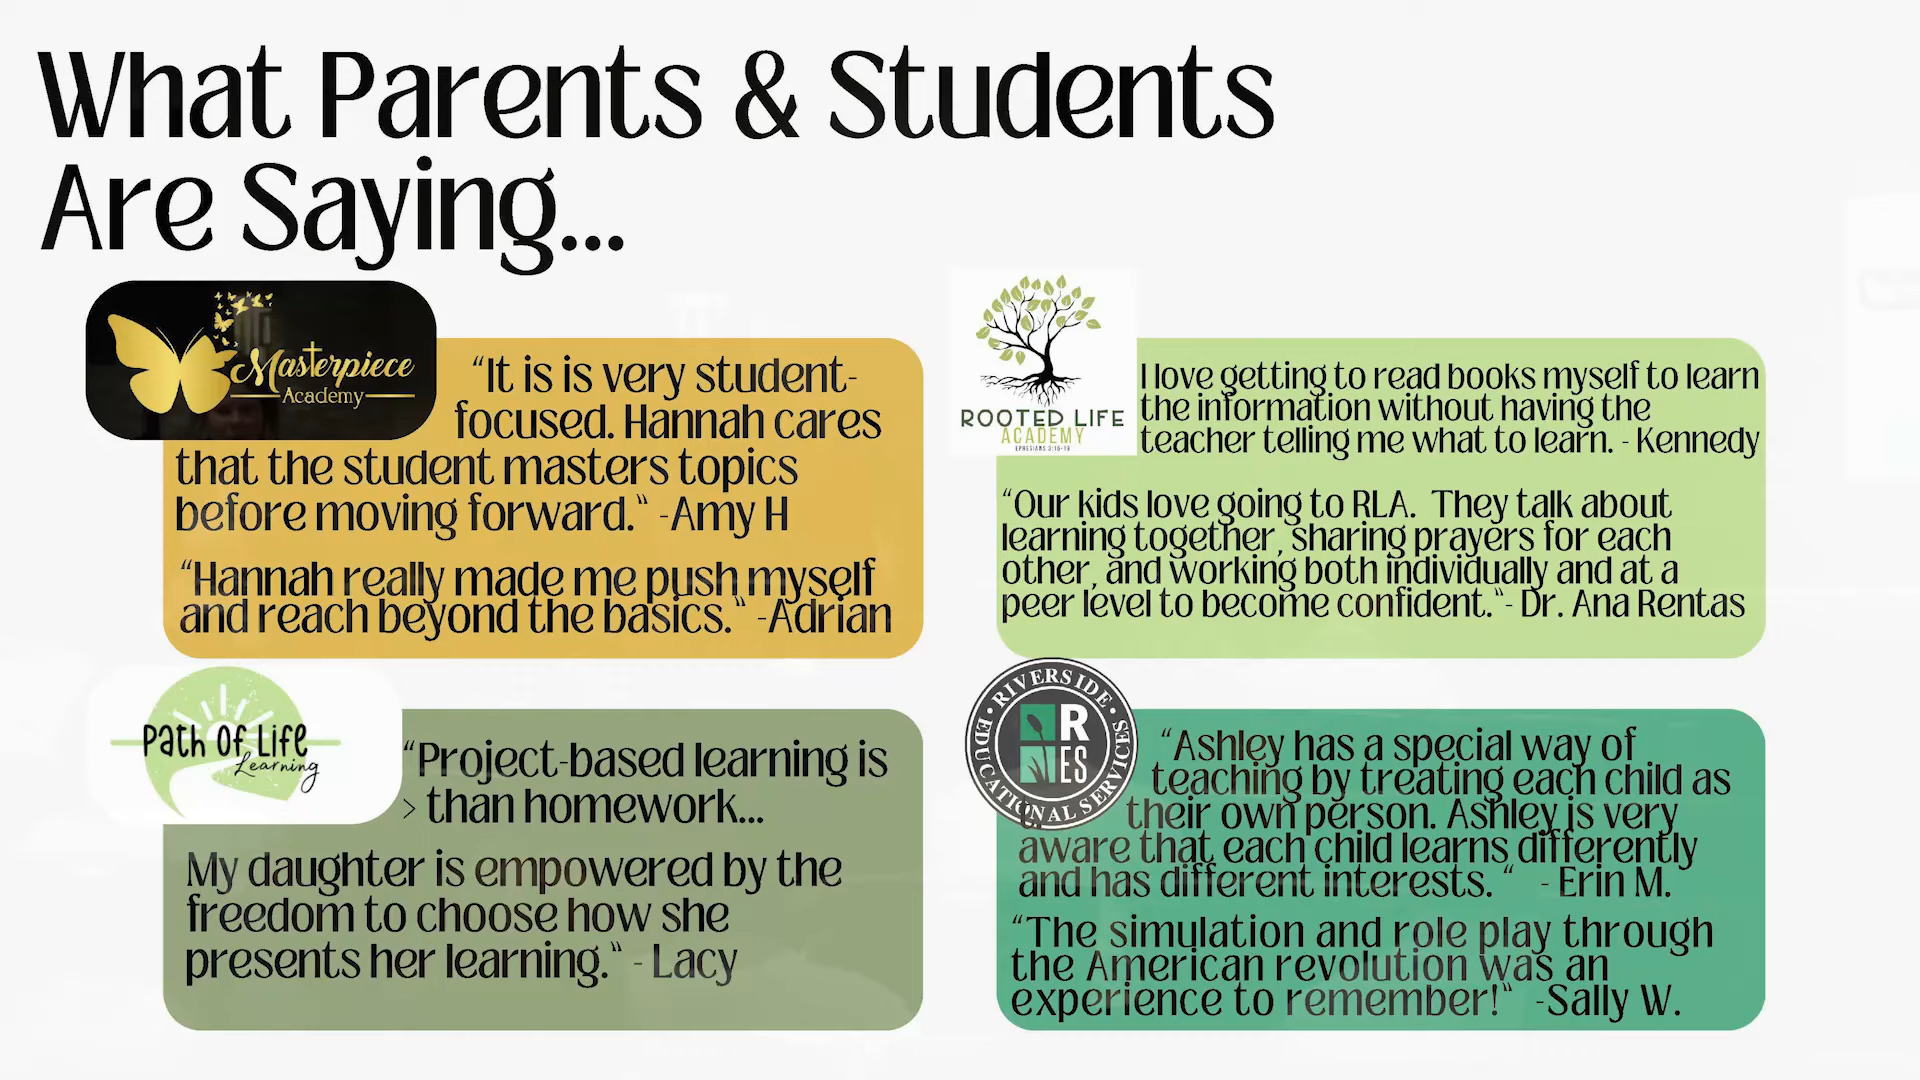 What Parents & Students
Are Saying...
Masterpiece
Academy
“It is is very student-
focused. Hannah cares
that the student masters topics
before moving forward.“ -Amy H
“Hannah really made me push myself
and reach beyond the basics.“ -Adrian
ROOTED LIFE
ACADEMY
EPHESIANS 3:16-19
I love getting to read books myself to learn
the information without having the
teacher telling me what to learn. - Kennedy
“Our kids love going to RLA. They talk about
learning together, sharing prayers for each
other, and working both individually and at a
peer level to become confident.“- Dr. Ana Rentas
Path Of Life
Learning
“Project-based learning is
> than homework...
My daughter is empowered by the
freedom to choose how she
presents her learning.“ - Lacy
RIVERSIDE
EDUCATIONAL SERVICES
R
ES
“Ashley has a special way of
teaching by treating each child as
their own person. Ashley is very
aware that each child learns differently
and has different interests. “ - Erin M.
“The simulation and role play through
the American revolution was an
experience to remember!“ -Sally W.